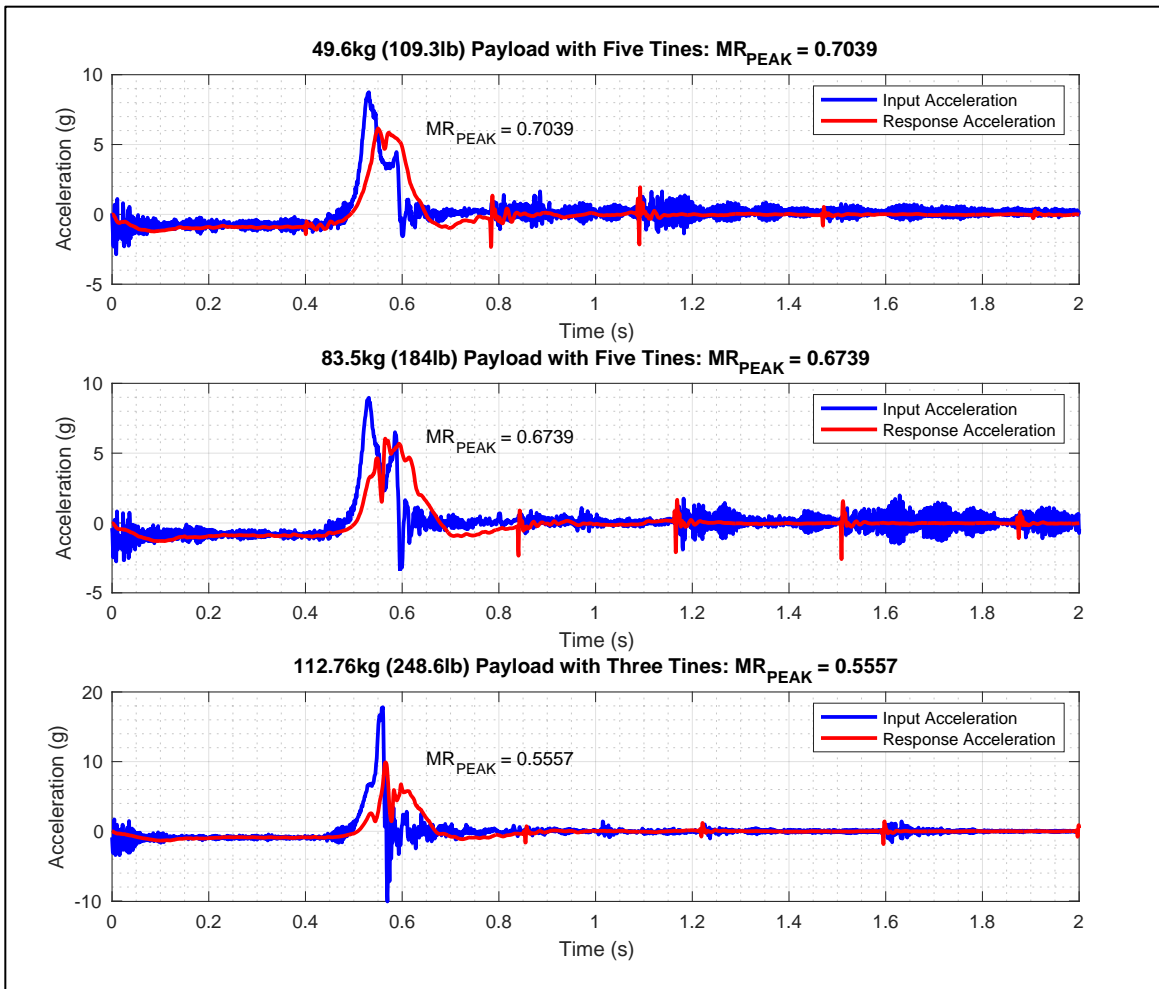 49.6kg (109.3lb) Payload with Five Tines: MR_PEAK = 0.7039
10
5
0
-5
Acceleration (g)
MR_PEAK = 0.7039
Input Acceleration
Response Acceleration
0 0.2 0.4 0.6 0.8 1 1.2 1.4 1.6 1.8 2
Time (s)
83.5kg (184lb) Payload with Five Tines: MR_PEAK = 0.6739
10
5
0
-5
Acceleration (g)
MR_PEAK = 0.6739
Input Acceleration
Response Acceleration
0 0.2 0.4 0.6 0.8 1 1.2 1.4 1.6 1.8 2
Time (s)
112.76kg (248.6lb) Payload with Three Tines: MR_PEAK = 0.5557
20
10
0
-10
Acceleration (g)
MR_PEAK = 0.5557
Input Acceleration
Response Acceleration
0 0.2 0.4 0.6 0.8 1 1.2 1.4 1.6 1.8 2
Time (s)